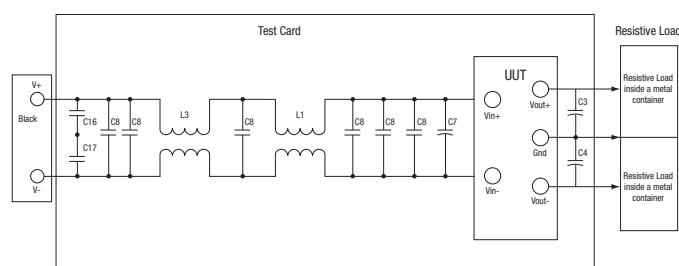 Test Card
Resistive Load
V+
Black
V-
C16
C17
C8
C8
L3
C8
L1
C8
C8
C8
C7
UUT
Vin+
Vin-
Vout+
Gnd
Vout-
C3
C4
Resistive Load
inside a metal
container
Resistive Load
inside a metal
container